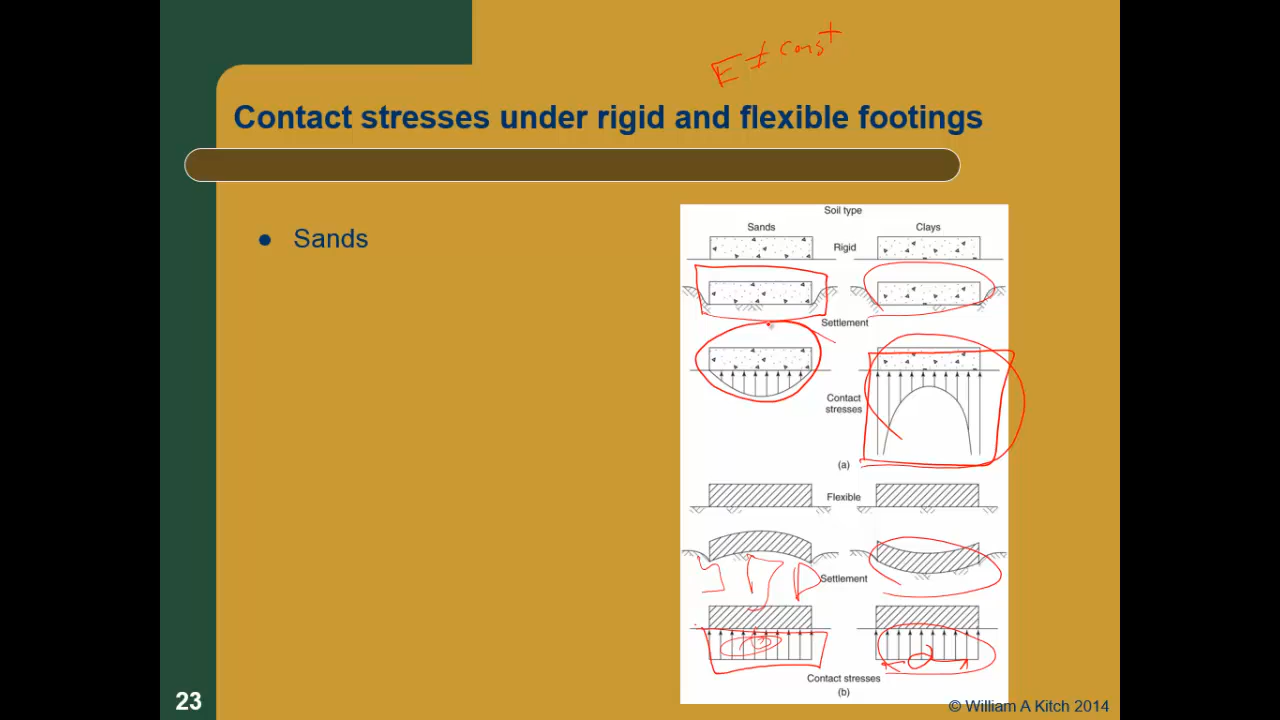 E ≠ const
Contact stresses under rigid and flexible footings
● Sands
Soil type
Sands
Clays
Rigid
Settlement
Contact
stresses
(a)
Flexible
Settlement
Contact stresses
(b)
23
© William A Kitch 2014